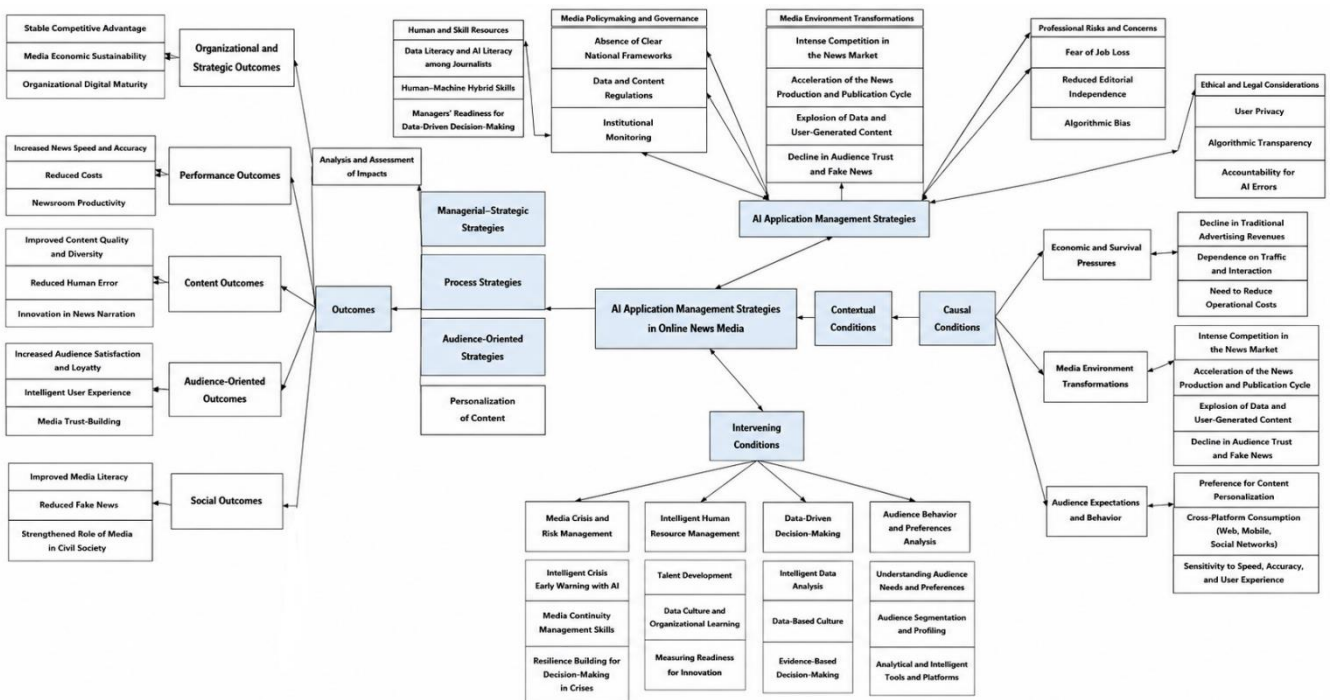 Stable Competitive Advantage
Media Economic Sustainability
Organizational Digital Maturity
Organizational and
Strategic Outcomes
Increased News Speed and Accuracy
Reduced Costs
Newsroom Productivity
Performance Outcomes
Improved Content Quality
and Diversity
Reduced Human Error
Innovation in News Narration
Content Outcomes
Increased Audience Satisfaction
and Loyatty
Intelligent User Experience
Media Trust-Building
Audience-Oriented
Outcomes
Improved Media Literacy
Reduced Fake News
Strengthened Role of Media
in Civil Society
Social Outcomes
Outcomes
Human and Skill Resources
Data Literacy and AI Literacy
among Journalists
Human–Machine Hybrid Skills
Managers' Readiness for
Data-Driven Decision-Making
Analysis and Assessment
of Impacts
Managerial–Strategic
Strategies
Process Strategies
Audience-Oriented
Strategies
Personalization
of Content
Media Policymaking and Governance
Absence of Clear
National Frameworks
Data and Content
Regulations
Institutional
Monitoring
Media Environment Transformations
Intense Competition in
the News Market
Acceleration of the News
Production and Publication Cycle
Explosion of Data and
User-Generated Content
Decline in Audience Trust
and Fake News
AI Application Management Strategies
Professional Risks and Concerns
Fear of Job Loss
Reduced Editorial
Independence
Algorithmic Bias
Ethical and Legal Considerations
User Privacy
Algorithmic Transparency
Accountability for
AI Errors
AI Application Management Strategies
in Online News Media
Contextual
Conditions
Causal
Conditions
Economic and Survival
Pressures
Decline in Traditional
Advertising Revenues
Dependence on Traffic
and Interaction
Need to Reduce
Operational Costs
Media Environment
Transformations
Intense Competition in
the News Market
Acceleration of the News
Production and Publication Cycle
Explosion of Data and
User-Generated Content
Decline in Audience Trust
and Fake News
Audience Expectations
and Behavior
Preference for Content
Personalization
Cross-Platform Consumption
(Web, Mobile,
Social Networks)
Sensitivity to Speed, Accuracy,
and User Experience
Intervening
Conditions
Media Crisis and
Risk Management
Intelligent Crisis
Early Warning with AI
Media Continuity
Management Skills
Resilience Building for
Decision-Making
in Crises
Intelligent Human
Resource Management
Talent Development
Data Culture and
Organizational Learning
Measuring Readiness
for Innovation
Data-Driven
Decision-Making
Intelligent Data
Analysis
Data-Based Culture
Evidence-Based
Decision-Making
Audience Behavior
and Preferences
Analysis
Understanding Audience
Needs and Preferences
Audience Segmentation
and Profiling
Analytical and Intelligent
Tools and Platforms